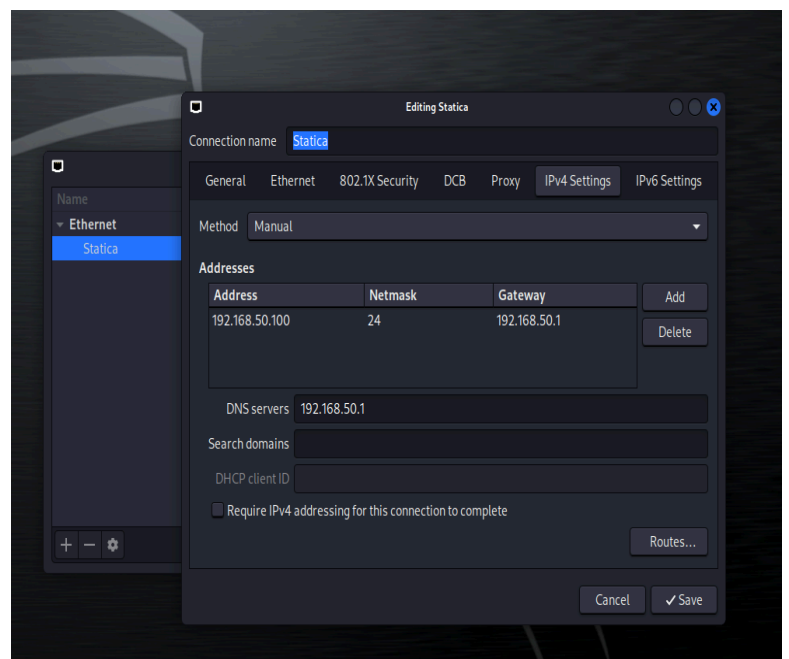 Editing Statica
Connection name Statica
General Ethernet 802.1X Security DCB Proxy IPv4 Settings IPv6 Settings
Name
Ethernet
Statica
Method Manual
Addresses
Address Netmask Gateway
192.168.50.100 24 192.168.50.1
Add
Delete
DNS servers 192.168.50.1
Search domains
DHCP client ID
Require IPv4 addressing for this connection to complete
Routes...
Cancel Save